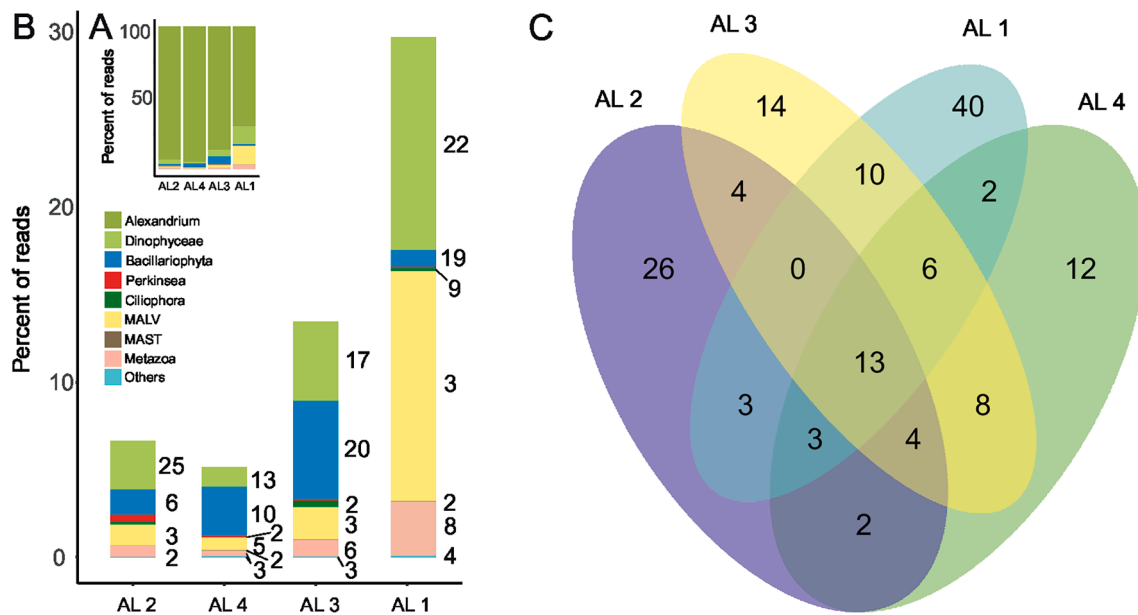 B
A
C
Percent of reads
100
50
AL2 AL4 AL3 AL1
Percent of reads
30
20
10
0
Alexandrium
Dinophyceae
Bacillariophyta
Perkinsea
Ciliophora
MALV
MAST
Metazoa
Others
25
6
3
2
13
10
2
5
2
3
17
20
2
3
6
3
22
19
9
3
2
8
4
AL 2 AL 4 AL 3 AL 1
AL 3
AL 1
AL 2
AL 4
14
40
10
4
2
26
0
6
12
13
3
8
3
4
2